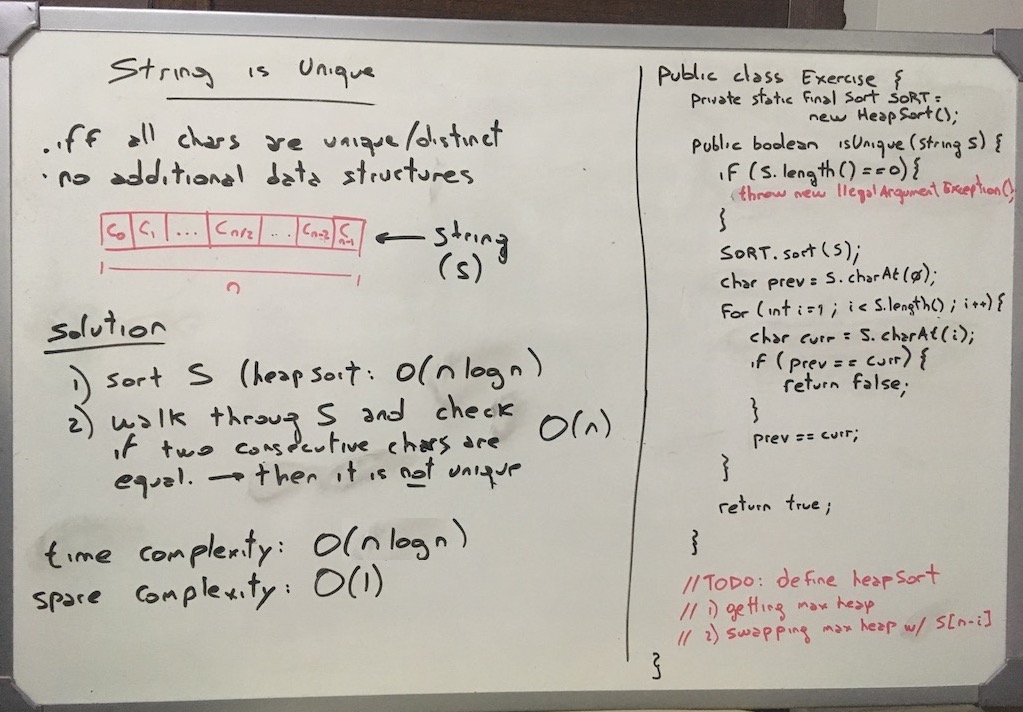 String is Unique
. iff all chars are unique/distinct
. no additional data structures
C0 C1 ... Cn/2 .. Cn-2 Cn-1 ← string
(S)
n
solution
1) sort S (heapsort: O(n log n)
2) walk throug S and check
if two consecutive chars are O(n)
equal. → then it is not unique
time complexity: O(n log n)
space complexity: O(1)
public class Exercise {
private static final Sort SORT =
new HeapSort();
public boolean isUnique(String S) {
if (S.length() == 0) {
throw new IllegalArgumentException();
}
SORT.sort(S);
char prev = S.charAt(0);
for (int i=1; i < S.length(); i++) {
char curr = S.charAt(i);
if (prev == curr) {
return false;
}
prev == curr;
}
return true;
}
//TODO: define heapSort
// 1) getting max heap
// 2) swapping max heap w/ S[n-i]
}